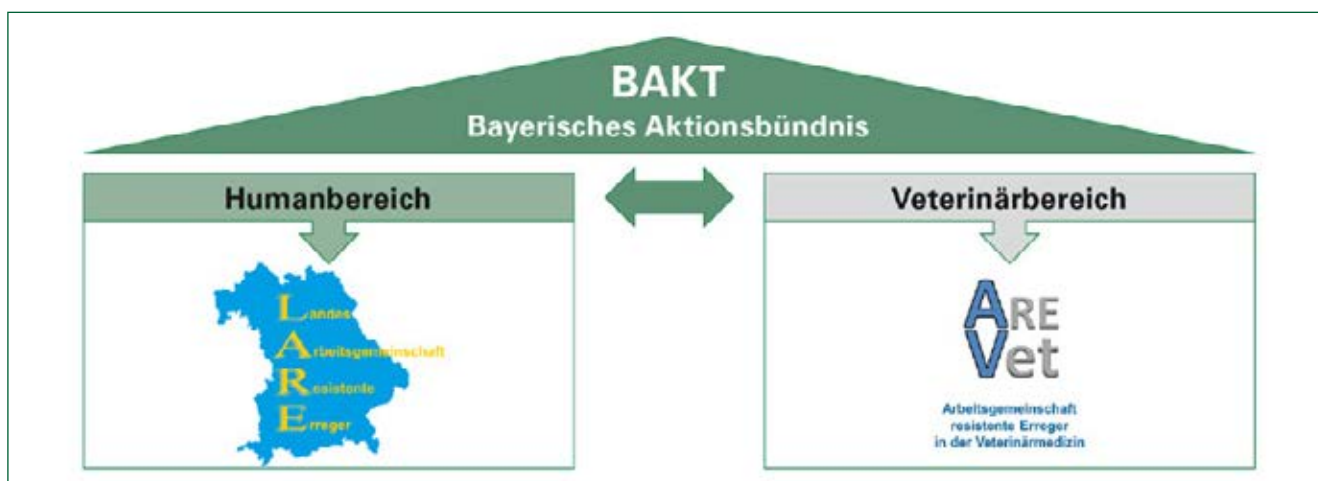 BAKT
Bayerisches Aktionsbündnis
Humanbereich
Landes
Arbeitsgemeinschaft
Resistente
Erreger
Veterinärbereich
ARE
Vet
Arbeitsgemeinschaft
resistente Erreger
in der Veterinärmedizin